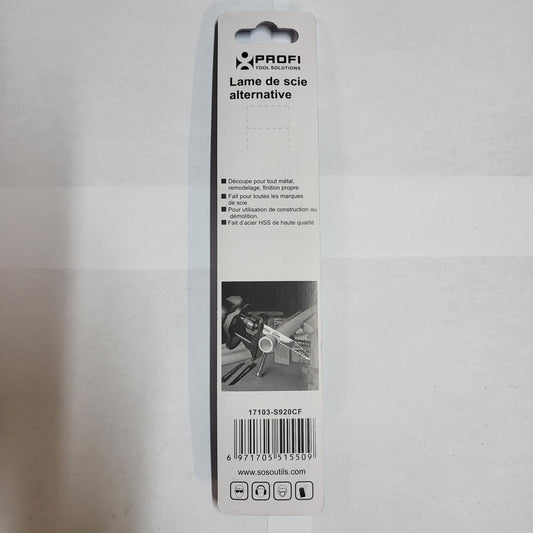 PROFI
TOOL SOLUTIONS
Lame de scie
alternative
Découpe pour tout métal,
remodelage, finition propre.
Fait pour toutes les marques
de scie.
Pour utilisation de construction ou
démolition.
Fait d'acier HSS de haute qualité
17103-S920CF
6 971705 515509
www.sosoutils.com